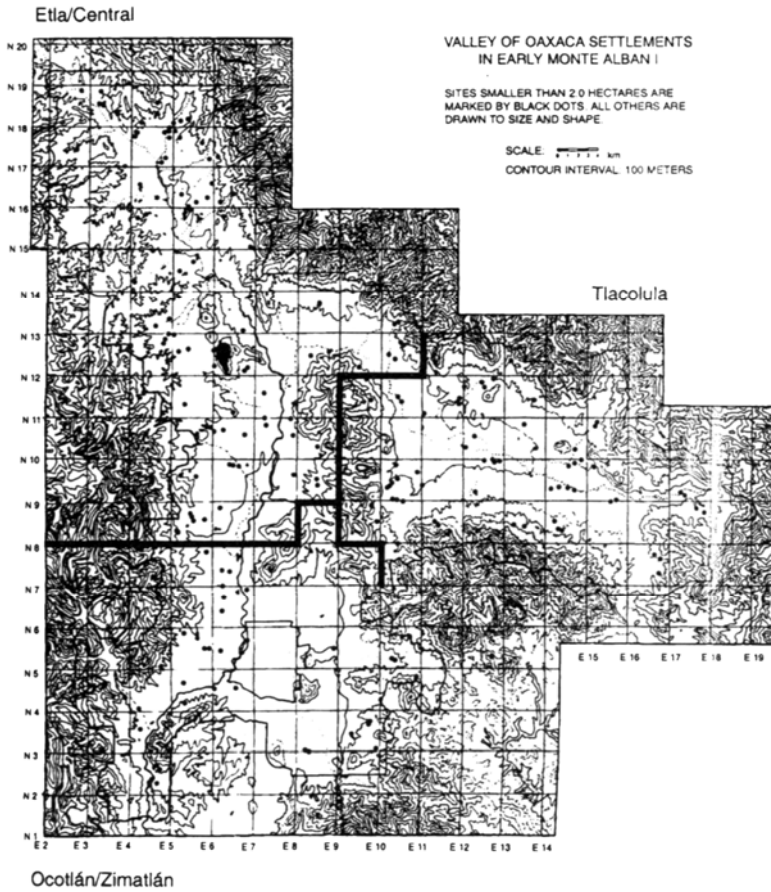 Etla/Central
VALLEY OF OAXACA SETTLEMENTS
IN EARLY MONTE ALBAN I
SITES SMALLER THAN 2.0 HECTARES ARE
MARKED BY BLACK DOTS. ALL OTHERS ARE
DRAWN TO SIZE AND SHAPE.
SCALE: km
CONTOUR INTERVAL: 100 METERS
Tlacolula
N 20
N 19
N 18
N 17
N 16
N 15
N 14
N 13
N 12
N 11
N 10
N 9
N 8
N 7
N 6
N 5
N 4
N 3
N 2
N 1
E 15 E 16 E 17 E 18 E 19
E 2 E 3 E 4 E 5 E 6 E 7 E 8 E 9 E 10 E 11 E 12 E 13 E 14
Ocotlán/Zimatlán